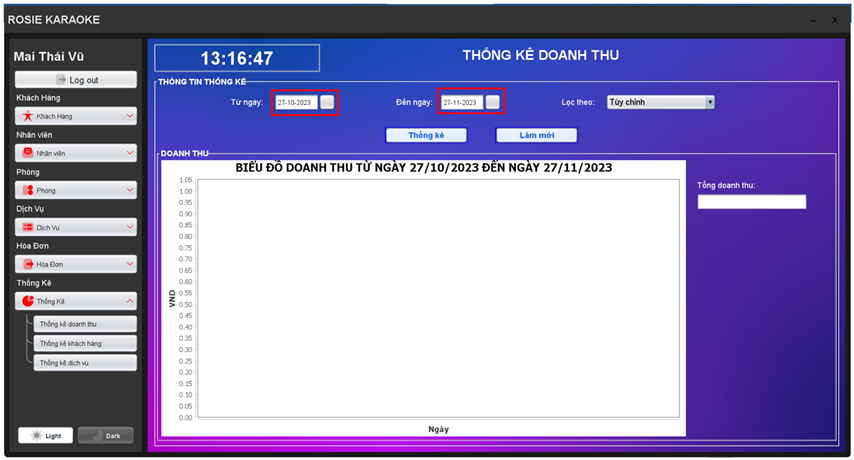 ROSIE KARAOKE
– X
Mai Thái Vũ
Log out
Khách Hàng
Khách Hàng
Nhân viên
Nhân viên
Phòng
Phòng
Dịch Vụ
Dịch Vụ
Hóa Đơn
Hóa Đơn
Thống Kê
Thống Kê
Thống kê doanh thu
Thống kê khách hàng
Thống kê dịch vụ
Light Dark
13:16:47
THỐNG KÊ DOANH THU
THÔNG TIN THỐNG KÊ
Từ ngày: 27-10-2023 Đến ngày: 27-11-2023 Lọc theo: Tùy chỉnh
Thống kê Làm mới
DOANH THU
BIỂU ĐỒ DOANH THU TỪ NGÀY 27/10/2023 ĐẾN NGÀY 27/11/2023
1.05
1.00
0.95
0.90
0.85
0.80
0.75
0.70
0.65
0.60
0.55
0.50
0.45
0.40
0.35
0.30
0.25
0.20
0.15
0.10
0.05
0.00
VND
Ngày
Tổng doanh thu: